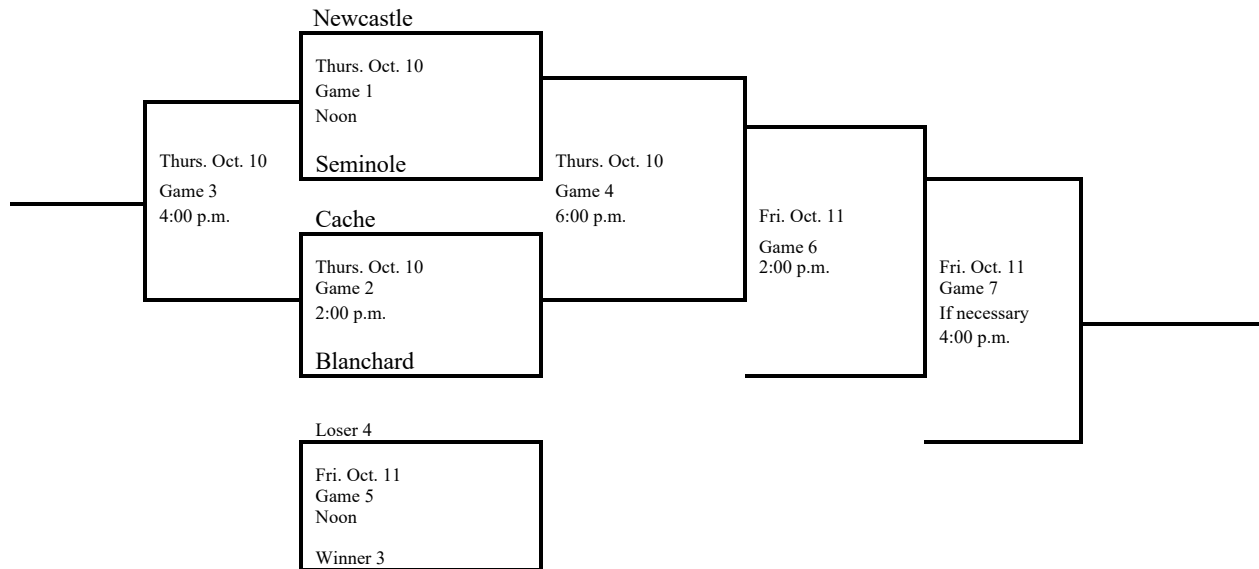 Newcastle
Thurs. Oct. 10
Game 1
Noon
Seminole
Thurs. Oct. 10
Game 3
4:00 p.m.
Thurs. Oct. 10
Game 4
6:00 p.m.
Cache
Thurs. Oct. 10
Game 2
2:00 p.m.
Blanchard
Fri. Oct. 11
Game 6
2:00 p.m.
Fri. Oct. 11
Game 7
If necessary
4:00 p.m.
Loser 4
Fri. Oct. 11
Game 5
Noon
Winner 3